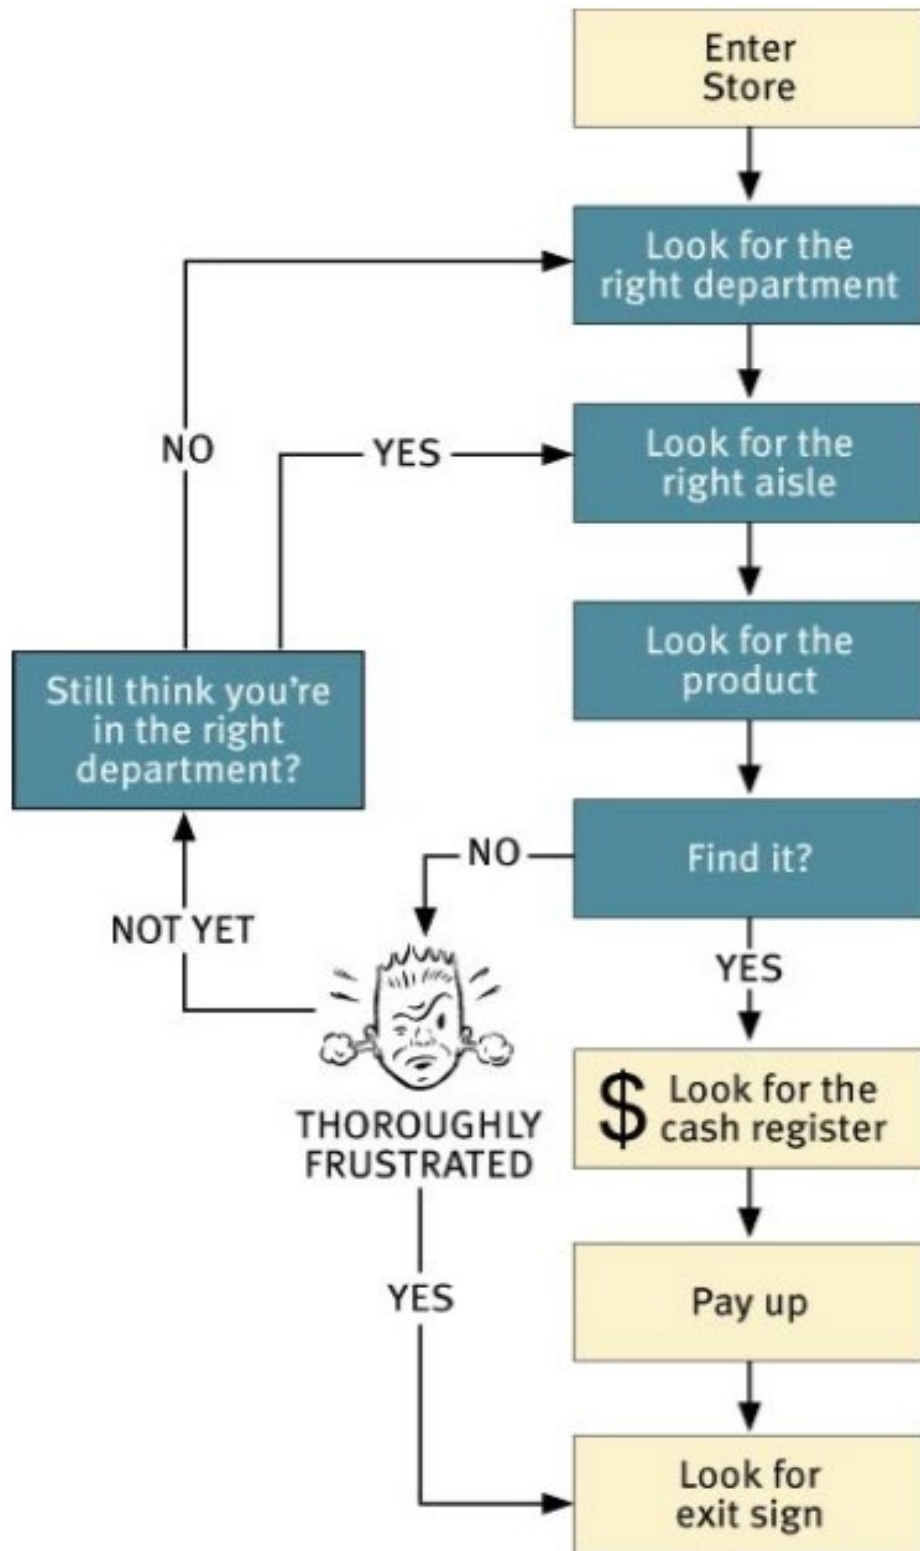 Enter
Store
Look for the
right department
NO
YES
Look for the
right aisle
Look for the
product
Still think you're
in the right
department?
Find it?
NO
NOT YET
YES
$ Look for the
cash register
THOROUGHLY
FRUSTRATED
Pay up
YES
Look for
exit sign